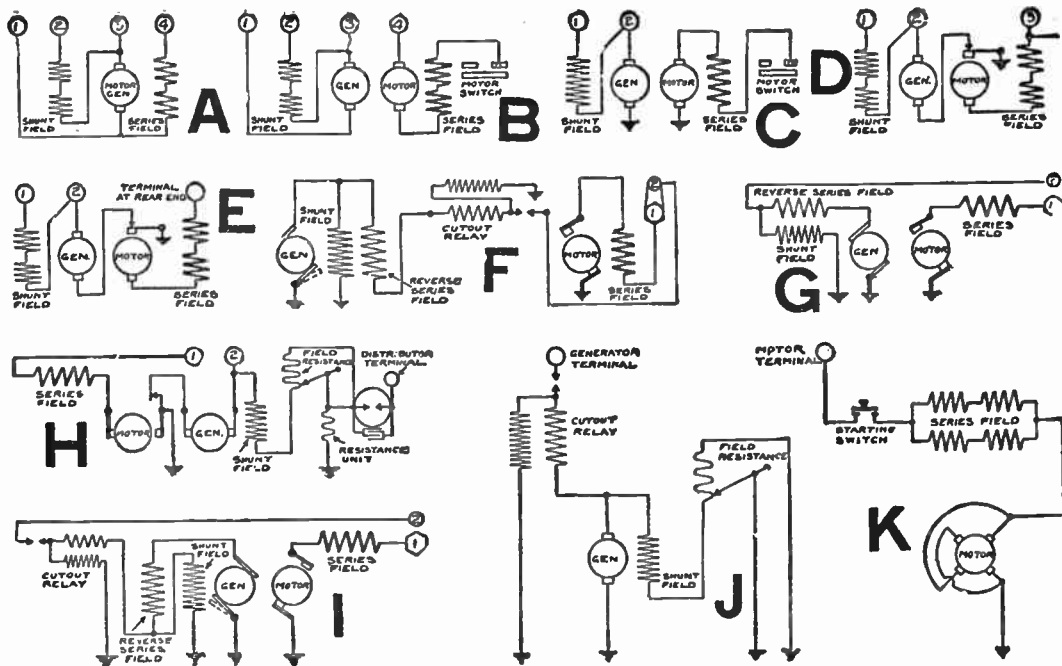 1 2 3 4
MOTOR
GEN.
SHUNT
FIELD
SERIES
FIELD
A
1 2 3 4
GEN.
MOTOR
SHUNT
FIELD
SERIES
FIELD
MOTOR
SWITCH
B
1 2
GEN.
MOTOR
SHUNT
FIELD
SERIES
FIELD
MOTOR
SWITCH
C
1 2 3
GEN.
MOTOR
SHUNT
FIELD
SERIES
FIELD
D
1 2
TERMINAL
AT REAR END
GEN.
MOTOR
SHUNT
FIELD
SERIES
FIELD
E
SHUNT
FIELD
GEN
REVERSE
SERIES
FIELD
CUTOUT
RELAY
MOTOR
SERIES
FIELD
2
1
F
REVERSE SERIES FIELD
2
1
SHUNT
FIELD
GEN
MOTOR
SERIES
FIELD
G
1 2
SERIES
FIELD
MOTOR
GEN.
SHUNT
FIELD
FIELD
RESISTANCE
DISTRIBUTOR
TERMINAL
RESISTANCE
UNIT
H
2
1
CUTOUT
RELAY
REVERSE
SERIES
FIELD
SHUNT
FIELD
GEN
MOTOR
SERIES
FIELD
I
GENERATOR
TERMINAL
CUTOUT
RELAY
GEN
SHUNT
FIELD
FIELD
RESISTANCE
J
MOTOR
TERMINAL
STARTING
SWITCH
SERIES FIELD
MOTOR
K